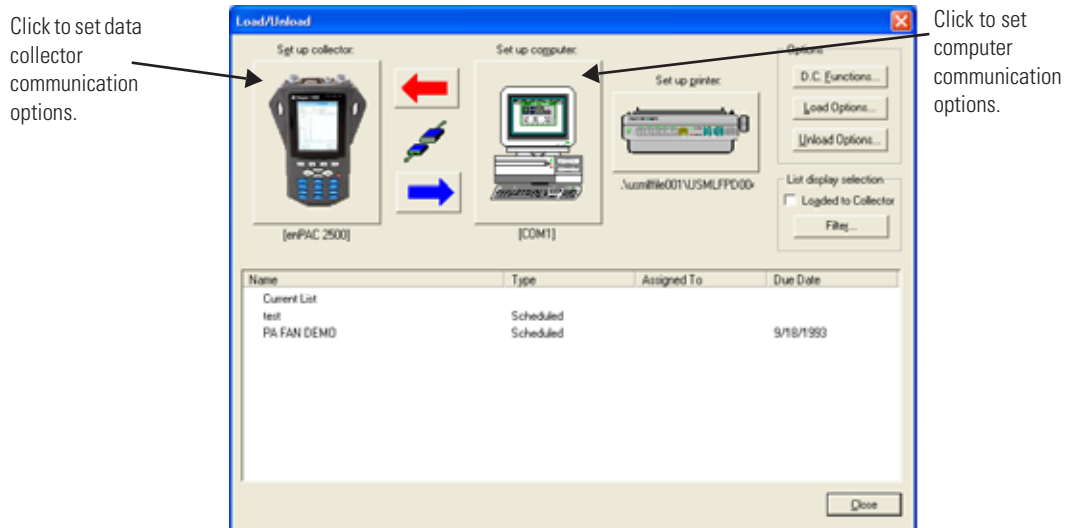 Click to set data
collector
communication
options.
Load/Unload
Click to set
computer
communication
options.
Set up collector:
Set up computer:
Set up printer:
Options
D.C. Functions...
Load Options...
Unload Options...
.\usmilfile001\USMLFPD00
List display selection
Loaded to Collector
Filter...
[enPAC 2500]
[COM1]
Name Type Assigned To Due Date
Current List
test Scheduled
PA FAN DEMO Scheduled 9/18/1993
Close